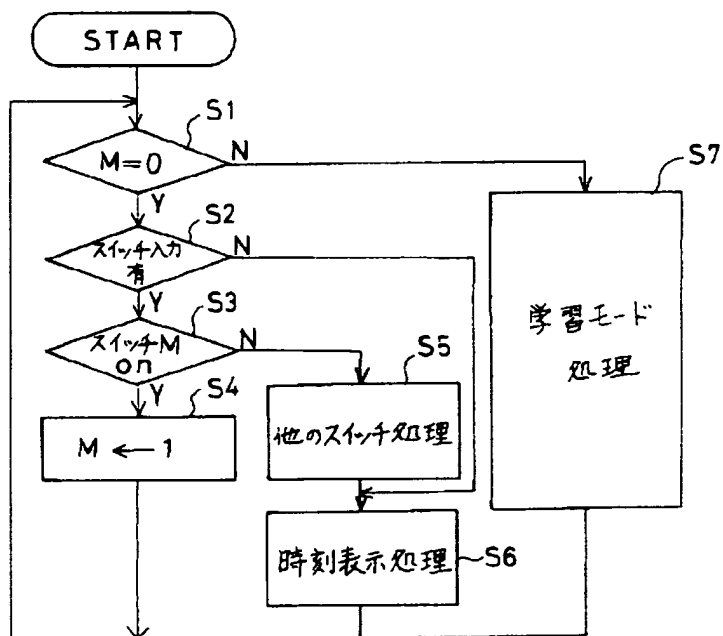 START
S1
M=0
N
Y
S2
スイッチ入力
有
N
Y
S3
スイッチM
on
N
Y
S4
M ← 1
S5
他のスイッチ処理
時刻表示処理
S6
S7
学習モード
処理